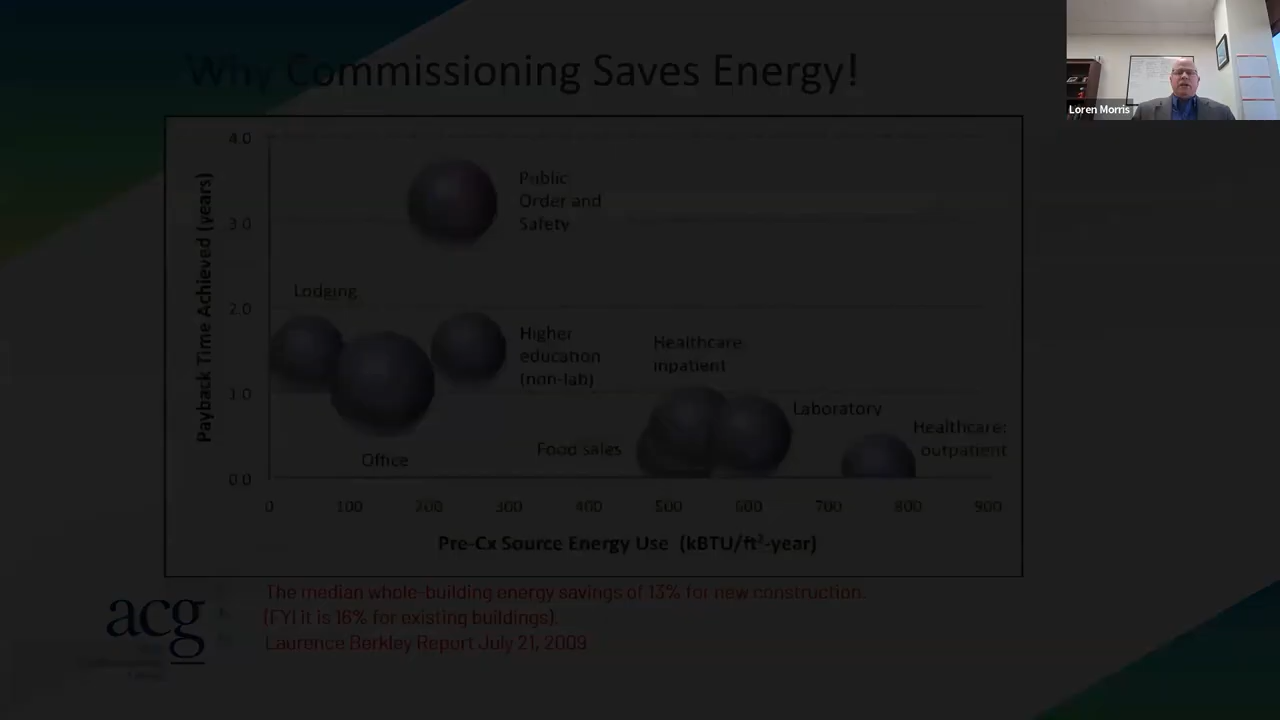 Why Commissioning Saves Energy!
Loren Morris
4.0
3.0
2.0
1.0
0.0
Payback Time Achieved (years)
Public
Order and
Safety
Lodging
Higher
education
(non-lab)
Healthcare
inpatient
Laboratory
Healthcare:
outpatient
Food sales
Office
0 100 200 300 400 500 600 700 800 900
Pre-Cx Source Energy Use (kBTU/ft²-year)
The median whole-building energy savings of 13% for new construction.
(FYI it is 16% for existing buildings).
Laurence Berkley Report July 21, 2009
acg